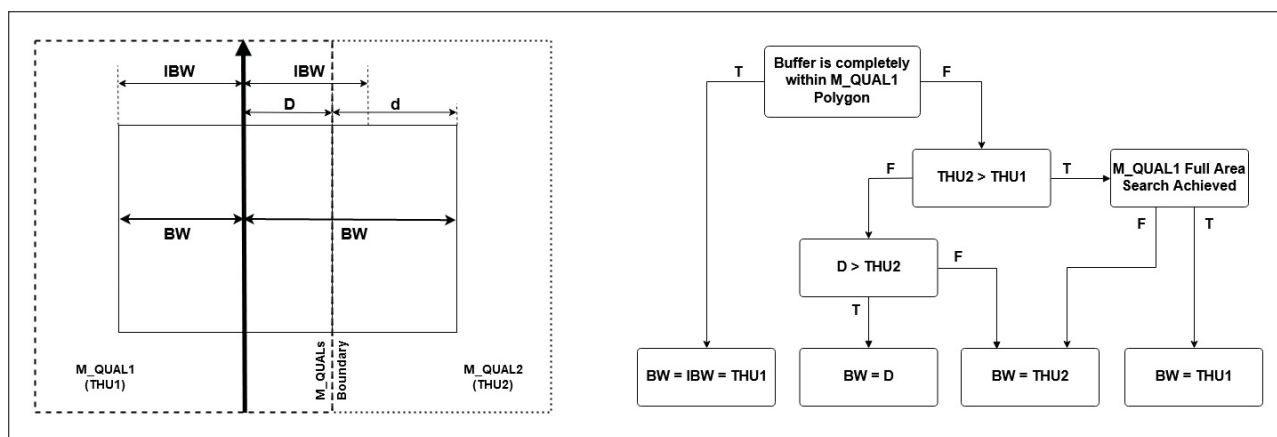 IBW
IBW
D
d
BW
BW
M_QUAL1
(THU1)
M_QUALs
Boundary
M_QUAL2
(THU2)
Buffer is completely
within M_QUAL1
Polygon
T
F
THU2 > THU1
F
T
M_QUAL1 Full Area
Search Achieved
F
T
D > THU2
F
T
BW = IBW = THU1
BW = D
BW = THU2
BW = THU1